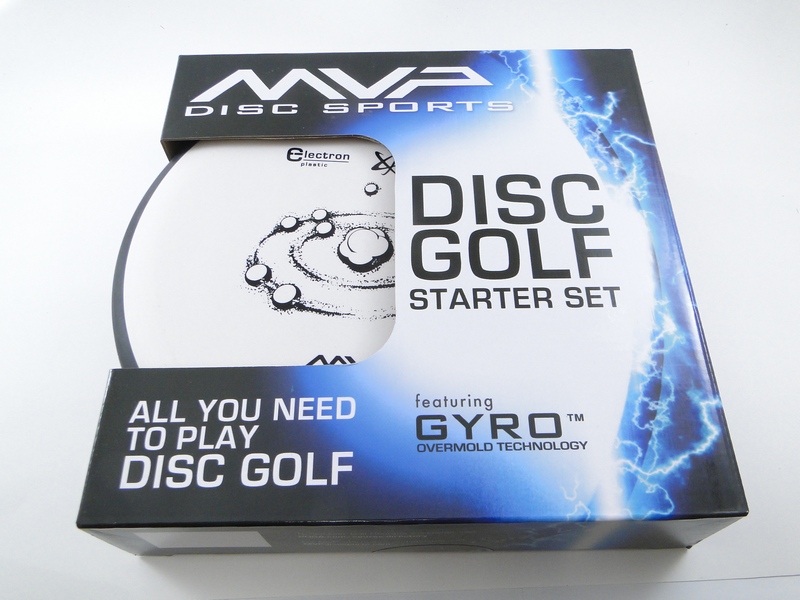 MVP
DISC SPORTS
Electron
plastic
DISC
GOLF
STARTER SET
MVP
featuring
GYRO™
OVERMOLD TECHNOLOGY
ALL YOU NEED
TO PLAY
DISC GOLF